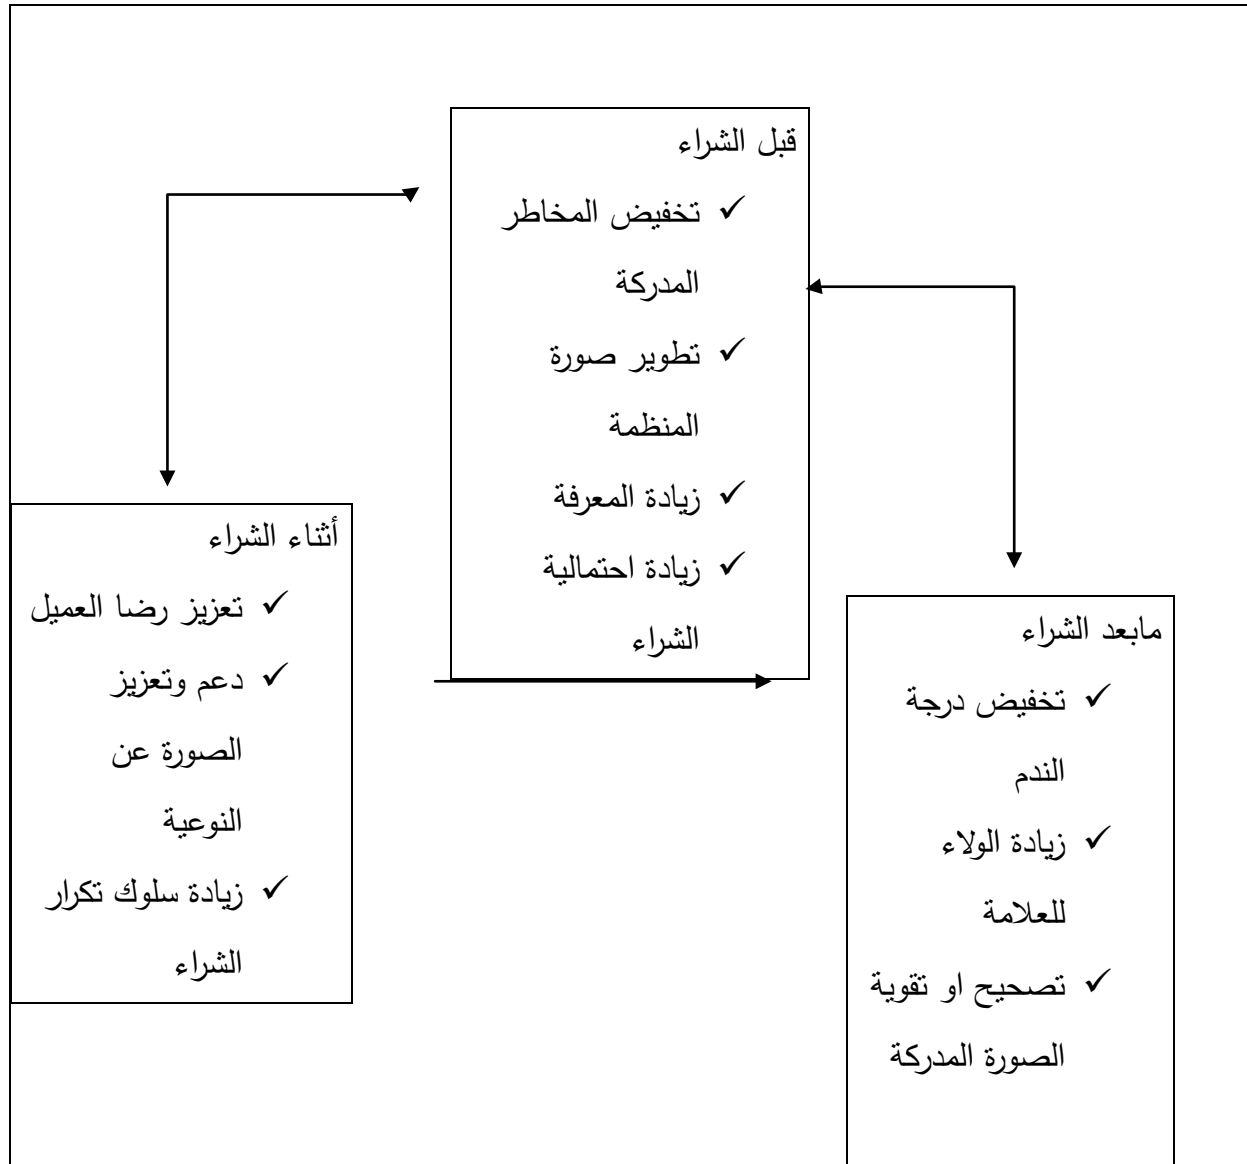 قبل الشراء
✓ تخفيض المخاطر
المدركة
✓ تطوير صورة
المنظمة
✓ زيادة المعرفة
✓ زيادة احتمالية
الشراء
أثناء الشراء
✓ تعزيز رضا العميل
✓ دعم وتعزيز
الصورة عن
النوعية
✓ زيادة سلوك تكرار
الشراء
مابعد الشراء
✓ تخفيض درجة
الندم
✓ زيادة الولاء
للعلامة
✓ تصحيح او تقوية
الصورة المدركة